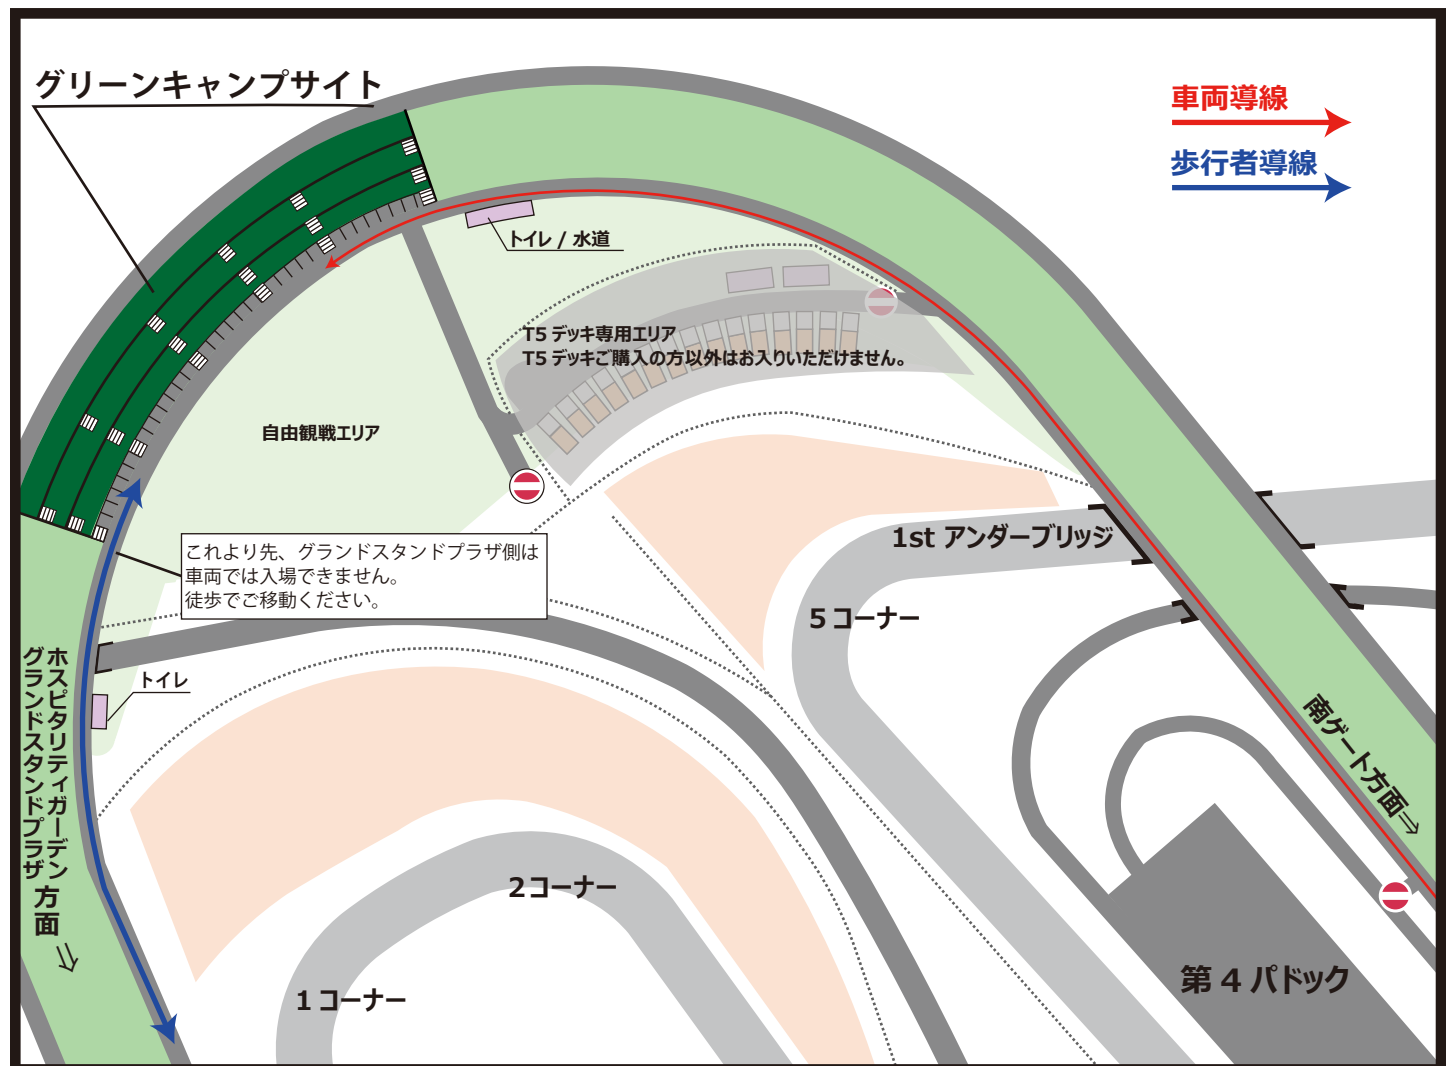 グリーンキャンプサイト
車両導線
歩行者導線
トイレ / 水道
T5 デッキ専用エリア
T5 デッキご購入の方以外はお入りいただけません。
自由観戦エリア
1st アンダーブリッジ
これより先、グランドスタンドプラザ側は
車両では入場できません。
徒歩でご移動ください。
5 コーナー
トイレ
ホスピタリティガーデン
グランドスタンドプラザ
方面
⇒
南ゲート方面⇒
2コーナー
1 コーナー
第 4 パドック